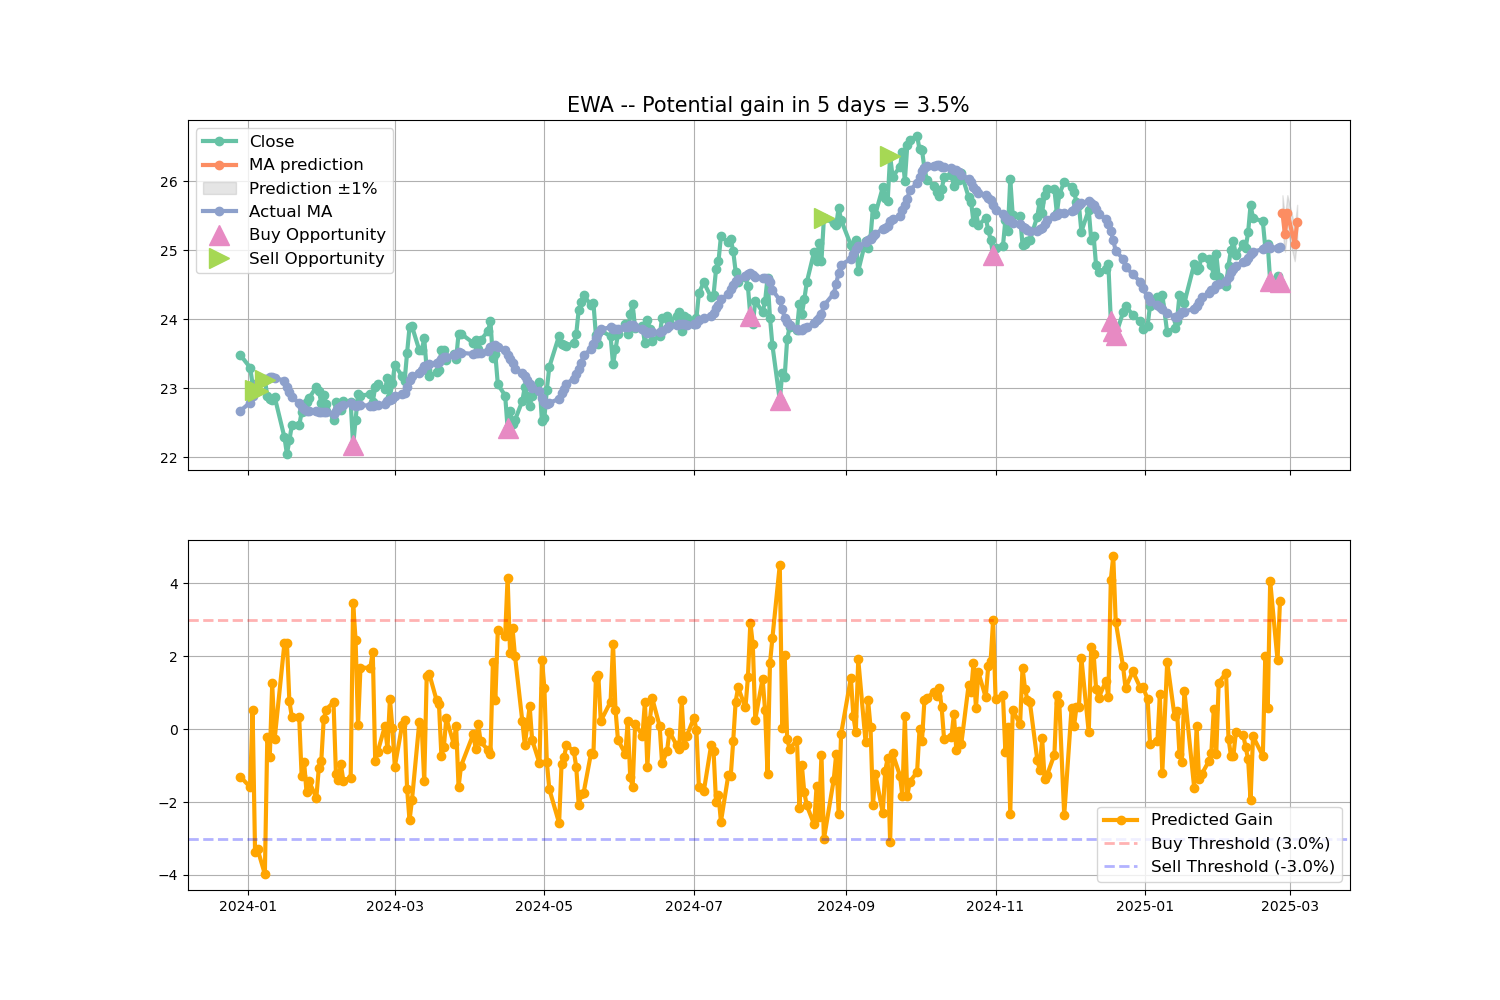 EWA -- Potential gain in 5 days = 3.5%
Close
MA prediction
Prediction ±1%
Actual MA
Buy Opportunity
Sell Opportunity
26
25
24
23
22
4
2
0
−2
−4
Predicted Gain
Buy Threshold (3.0%)
Sell Threshold (-3.0%)
2024-01 2024-03 2024-05 2024-07 2024-09 2024-11 2025-01 2025-03